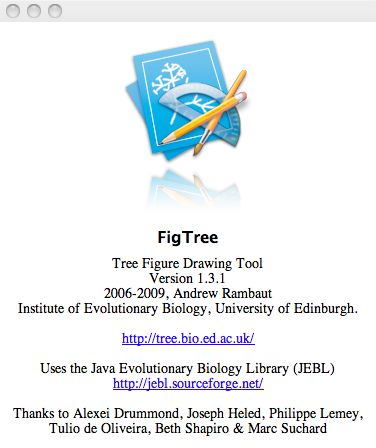 FigTree
Tree Figure Drawing Tool
Version 1.3.1
2006-2009, Andrew Rambaut
Institute of Evolutionary Biology, University of Edinburgh.
http://tree.bio.ed.ac.uk/
Uses the Java Evolutionary Biology Library (JEBL)
http://jebl.sourceforge.net/
Thanks to Alexei Drummond, Joseph Heled, Philippe Lemey,
Tulio de Oliveira, Beth Shapiro & Marc Suchard